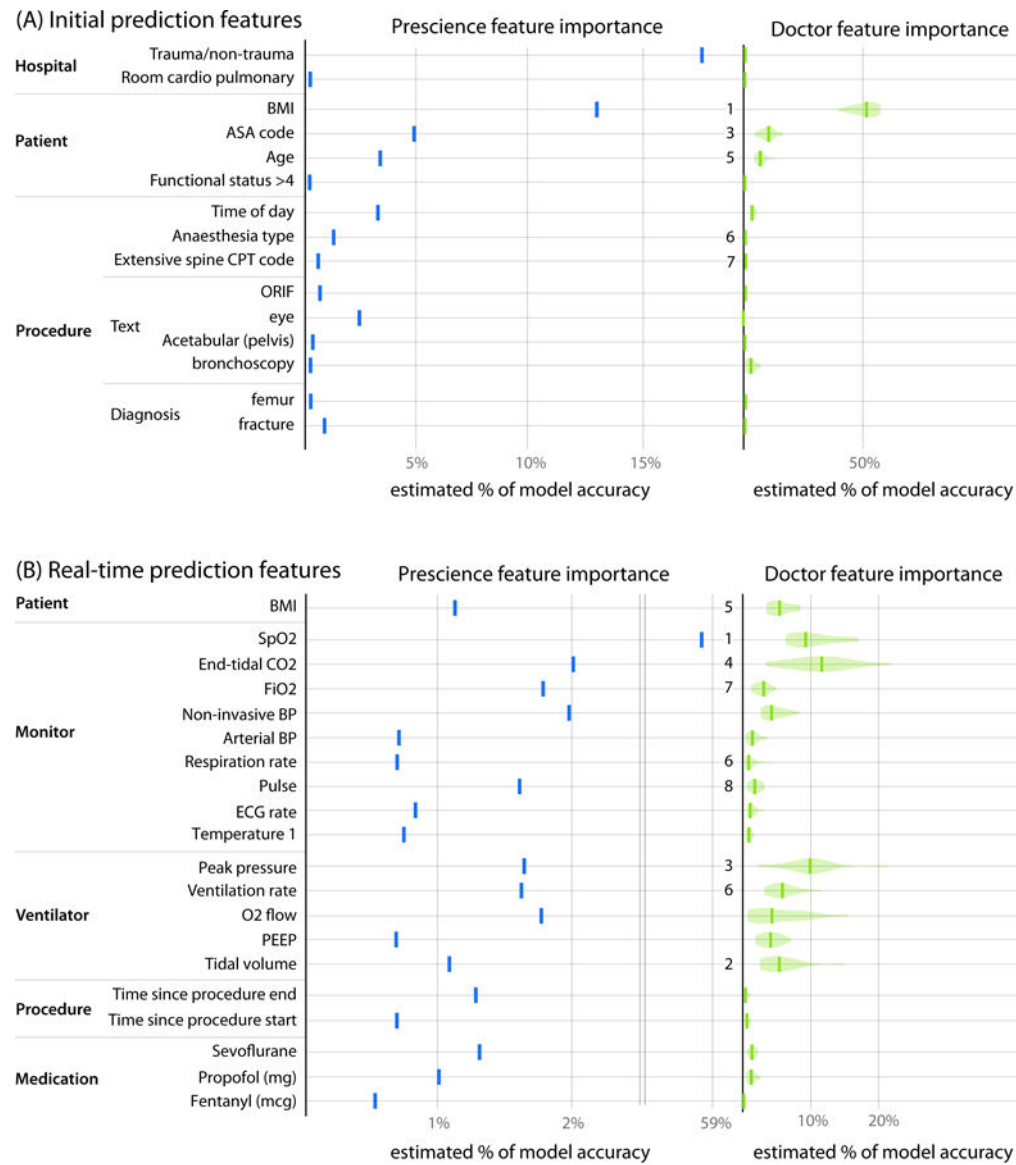 (A) Initial prediction features
Prescience feature importance
Doctor feature importance
Hospital
Trauma/non-trauma
Room cardio pulmonary
Patient
BMI 1
ASA code 3
Age 5
Functional status >4
Procedure
Time of day
Anaesthesia type 6
Extensive spine CPT code 7
Text
ORIF
eye
Acetabular (pelvis)
bronchoscopy
Diagnosis
femur
fracture
5% 10% 15% 50%
estimated % of model accuracy estimated % of model accuracy
(B) Real-time prediction features
Prescience feature importance
Doctor feature importance
Patient
BMI 5
Monitor
SpO2 1
End-tidal CO2 4
FiO2 7
Non-invasive BP
Arterial BP
Respiration rate 6
Pulse 8
ECG rate
Temperature 1
Ventilator
Peak pressure 3
Ventilation rate 6
O2 flow
PEEP
Tidal volume 2
Procedure
Time since procedure end
Time since procedure start
Medication
Sevoflurane
Propofol (mg)
Fentanyl (mcg)
1% 2% 59% 10% 20%
estimated % of model accuracy estimated % of model accuracy